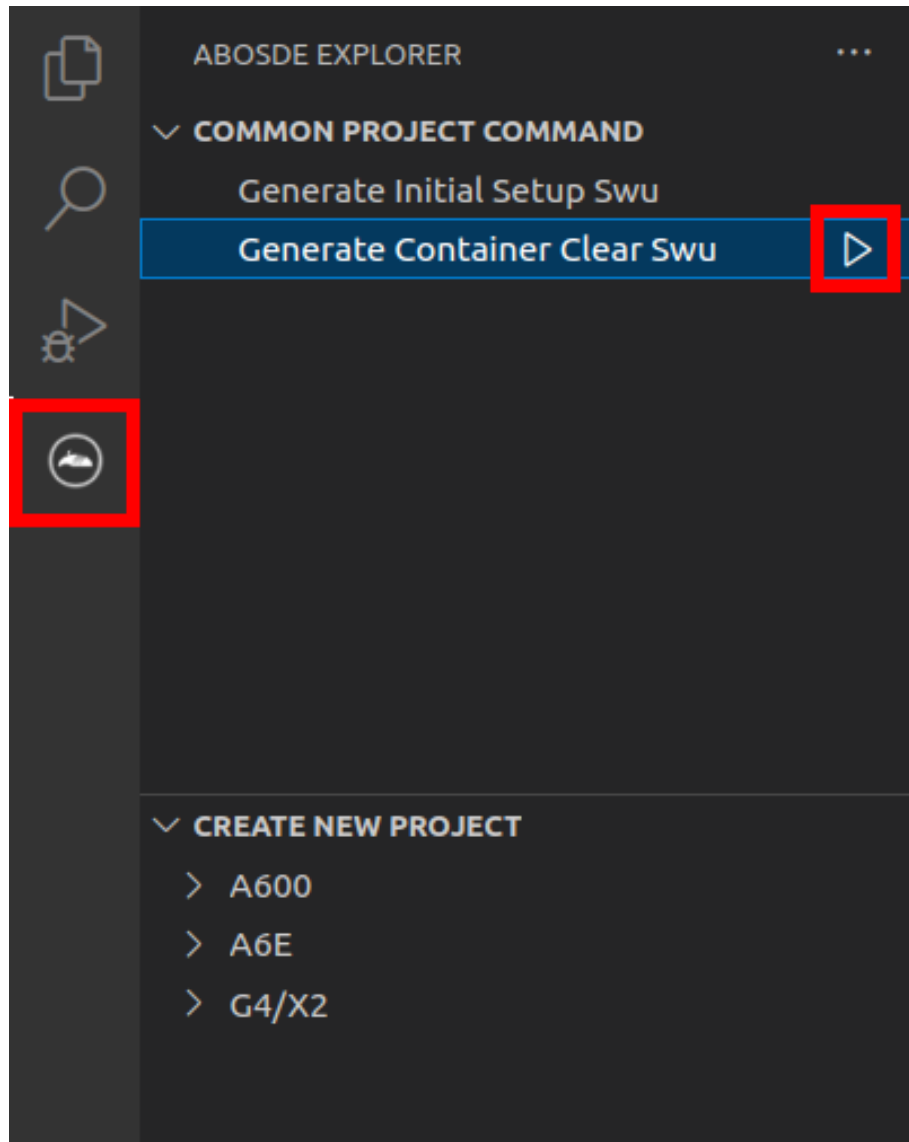 ABOSDE EXPLORER
COMMON PROJECT COMMAND
Generate Initial Setup Swu
Generate Container Clear Swu
CREATE NEW PROJECT
A600
A6E
G4/X2